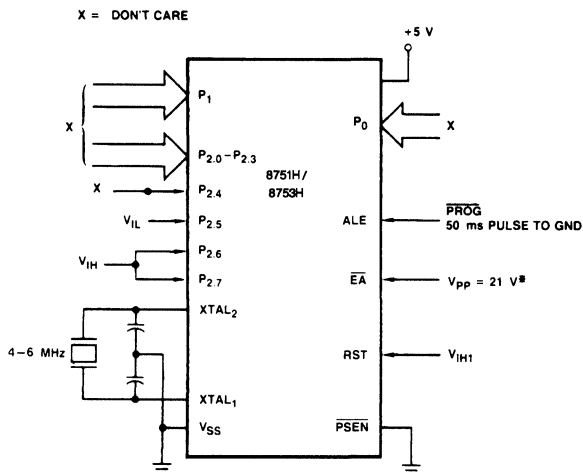 X = DON'T CARE
+5 V
P1
P0
X
X
P2.0-P2.3
8751H/
8753H
X
P2.4
PROG
50 ms PULSE TO GND
VIL
P2.5
ALE
VIH
P2.6
P2.7
EA
VPP = 21 V*
XTAL2
4-6 MHz
RST
VIH1
XTAL1
VSS
PSEN